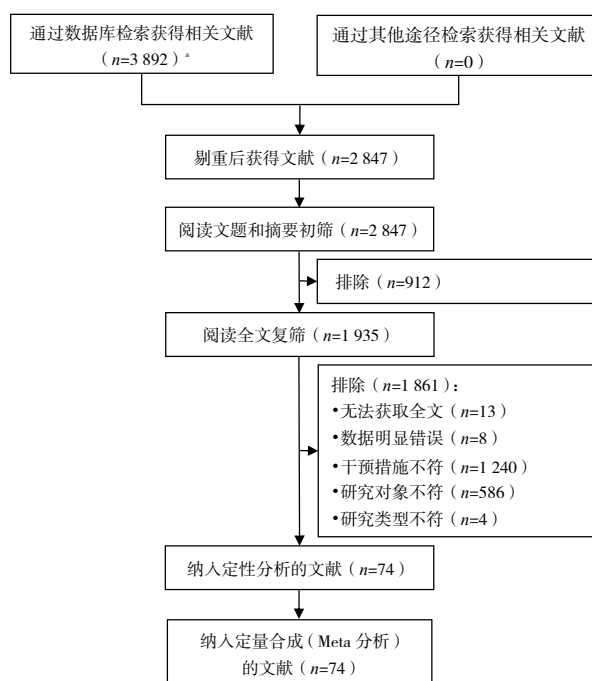 通过数据库检索获得相关文献
（n=3 892）ª
通过其他途径检索获得相关文献
（n=0）
剔重后获得文献（n=2 847）
阅读文题和摘要初筛（n=2 847）
排除（n=912）
阅读全文复筛（n=1 935）
排除（n=1 861）：
•无法获取全文（n=13）
•数据明显错误（n=8）
•干预措施不符（n=1 240）
•研究对象不符（n=586）
•研究类型不符（n=4）
纳入定性分析的文献（n=74）
纳入定量合成（Meta 分析）
的文献（n=74）